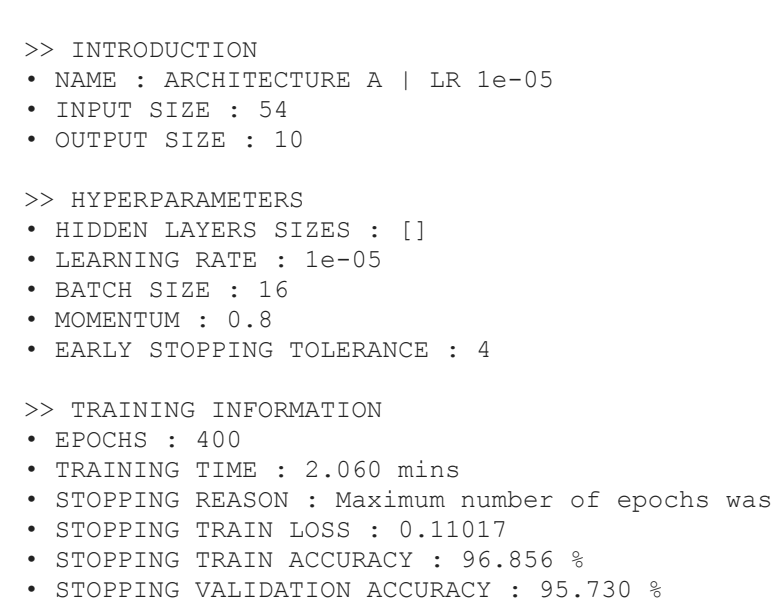 >> INTRODUCTION
• NAME : ARCHITECTURE A | LR 1e-05
• INPUT SIZE : 54
• OUTPUT SIZE : 10
>> HYPERPARAMETERS
• HIDDEN LAYERS SIZES : []
• LEARNING RATE : 1e-05
• BATCH SIZE : 16
• MOMENTUM : 0.8
• EARLY STOPPING TOLERANCE : 4
>> TRAINING INFORMATION
• EPOCHS : 400
• TRAINING TIME : 2.060 mins
• STOPPING REASON : Maximum number of epochs was
• STOPPING TRAIN LOSS : 0.11017
• STOPPING TRAIN ACCURACY : 96.856 %
• STOPPING VALIDATION ACCURACY : 95.730 %